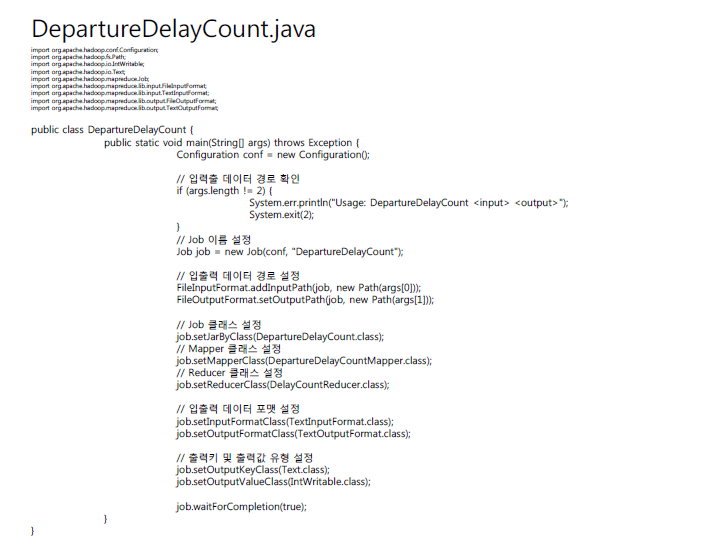 DepartureDelayCount.java
import org.apache.hadoop.conf.Configuration;
import org.apache.hadoop.fs.Path;
import org.apache.hadoop.io.IntWritable;
import org.apache.hadoop.io.Text;
import org.apache.hadoop.mapreduce.Job;
import org.apache.hadoop.mapreduce.lib.input.FileInputFormat;
import org.apache.hadoop.mapreduce.lib.input.TextInputFormat;
import org.apache.hadoop.mapreduce.lib.output.FileOutputFormat;
import org.apache.hadoop.mapreduce.lib.output.TextOutputFormat;
public class DepartureDelayCount {
public static void main(String[] args) throws Exception {
Configuration conf = new Configuration();
// 입력출 데이터 경로 확인
if (args.length != 2) {
System.err.println("Usage: DepartureDelayCount <input> <output>");
System.exit(2);
}
// Job 이름 설정
Job job = new Job(conf, "DepartureDelayCount");
// 입출력 데이터 경로 설정
FileInputFormat.addInputPath(job, new Path(args[0]));
FileOutputFormat.setOutputPath(job, new Path(args[1]));
// Job 클래스 설정
job.setJarByClass(DepartureDelayCount.class);
// Mapper 클래스 설정
job.setMapperClass(DepartureDelayCountMapper.class);
// Reducer 클래스 설정
job.setReducerClass(DelayCountReducer.class);
// 입출력 데이터 포맷 설정
job.setInputFormatClass(TextInputFormat.class);
job.setOutputFormatClass(TextOutputFormat.class);
// 출력키 및 출력값 유형 설정
job.setOutputKeyClass(Text.class);
job.setOutputValueClass(IntWritable.class);
job.waitForCompletion(true);
}
}